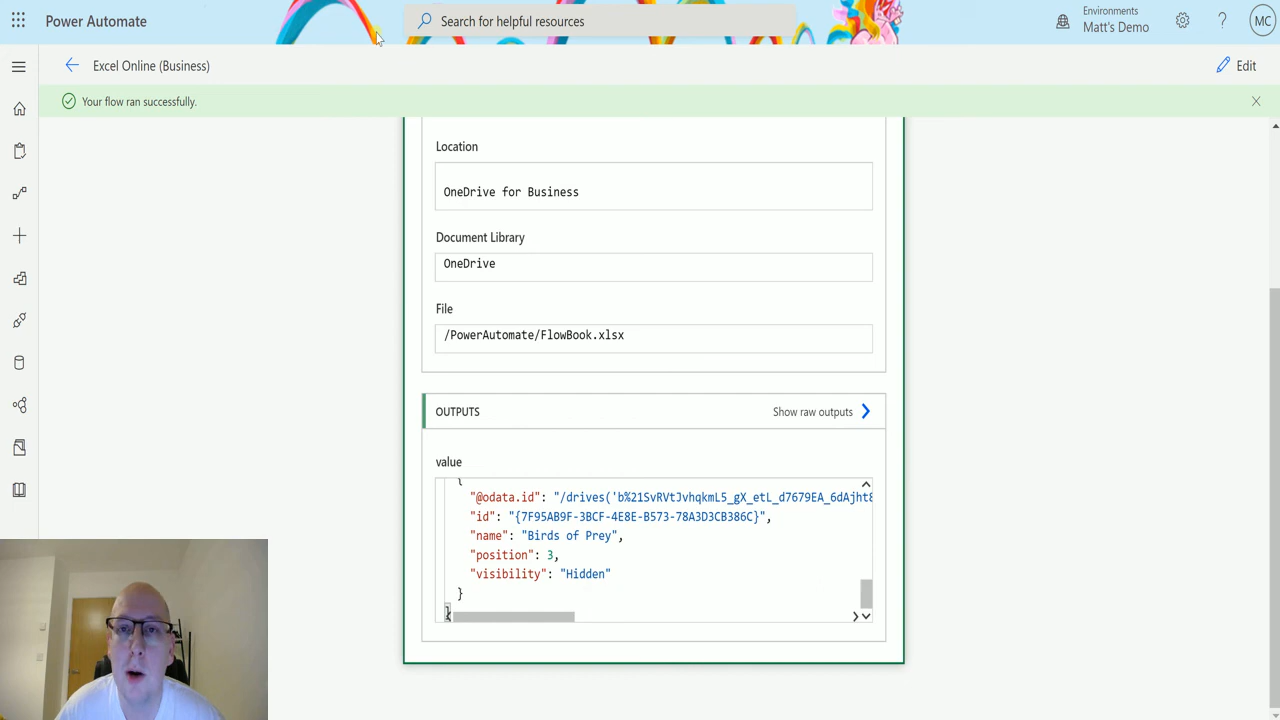 Power Automate
Search for helpful resources
Environments
Matt's Demo
?
MC
Excel Online (Business)
Edit
Your flow ran successfully.
Location
OneDrive for Business
Document Library
OneDrive
File
/PowerAutomate/FlowBook.xlsx
OUTPUTS
Show raw outputs
value
{
"@odata.id": "/drives('b%21SvRVtJvhqkmL5_gX_etL_d7679EA_6dAjht8
"id": "{7F95AB9F-3BCF-4E8E-B573-78A3D3CB386C}",
"name": "Birds of Prey",
"position": 3,
"visibility": "Hidden"
}
]